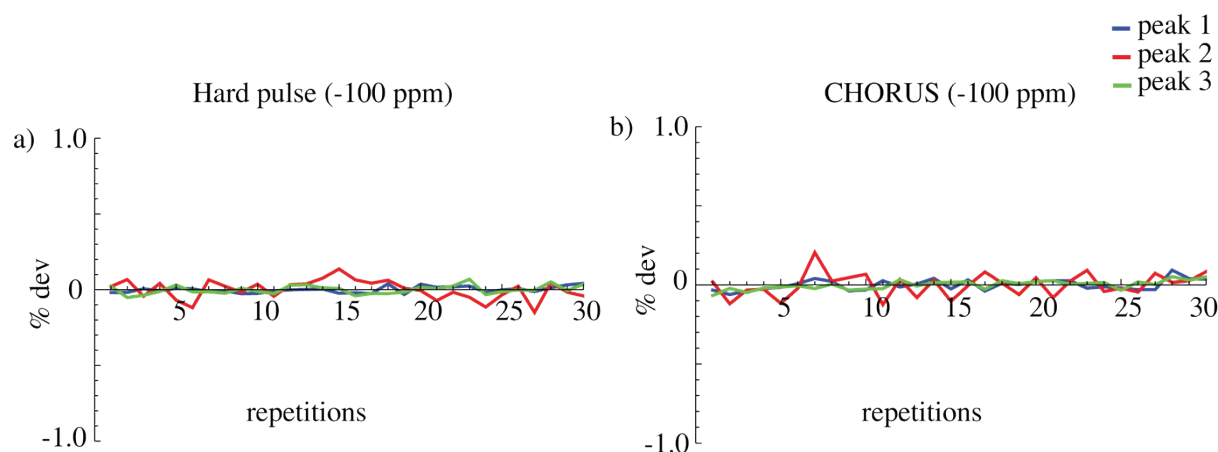 peak 1
peak 2
peak 3
Hard pulse (-100 ppm)
CHORUS (-100 ppm)
a)
1.0
% dev
0
5
10
15
20
25
30
repetitions
-1.0
b)
1.0
% dev
0
5
10
15
20
25
30
repetitions
-1.0